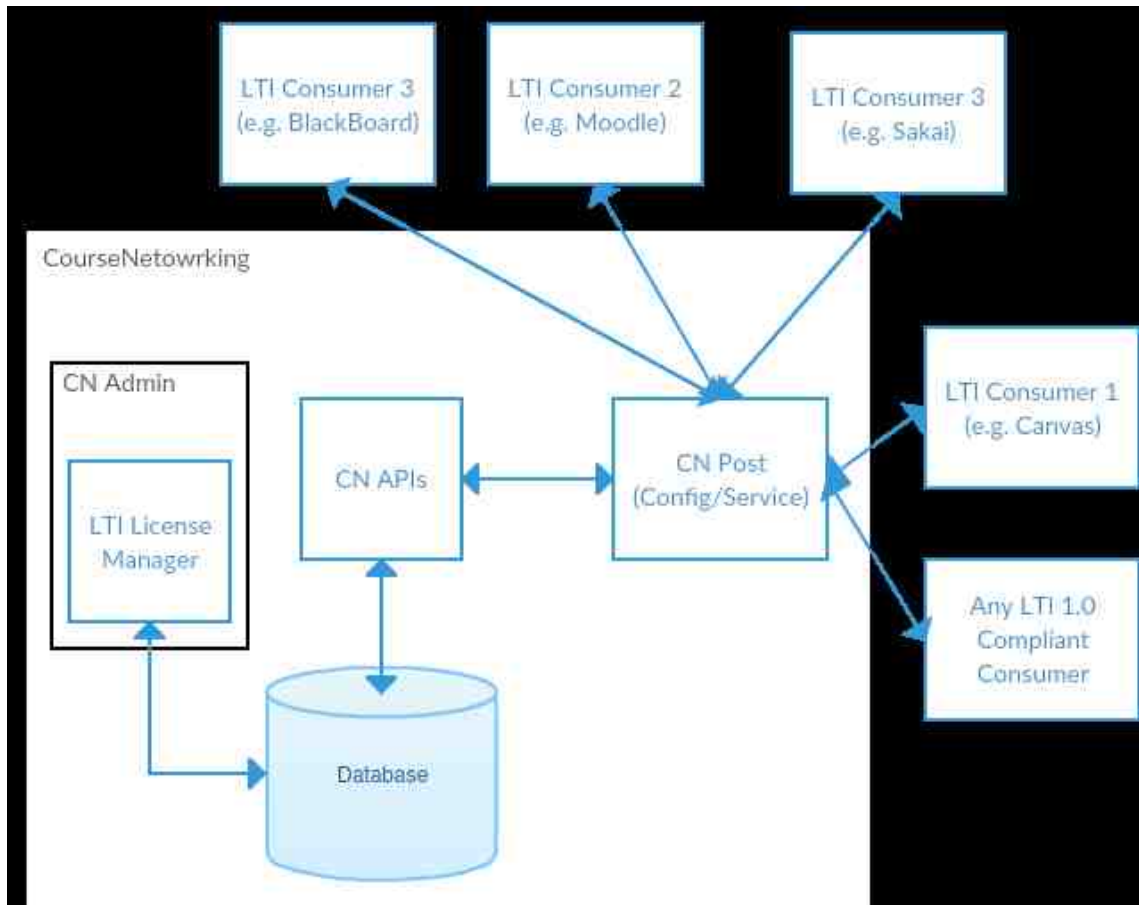 LTI Consumer 3
(e.g. BlackBoard)
LTI Consumer 2
(e.g. Moodle)
LTI Consumer 3
(e.g. Sakai)
CourseNetowrking
CN Admin
LTI License
Manager
CN APIs
CN Post
(Config/Service)
LTI Consumer 1
(e.g. Canvas)
Any LTI 1.0
Compliant
Consumer
Database